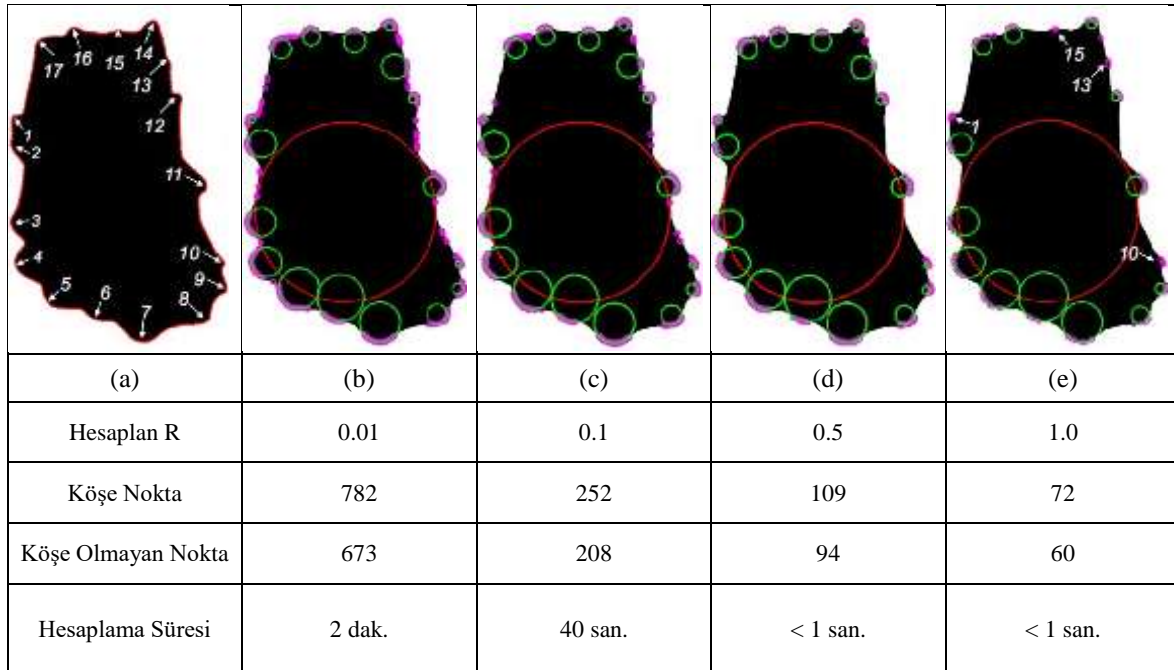 17 16 15 14
13
12
1
2
11
3
10
4
9
5 6 7 8
15
13
1
10
(a) (b) (c) (d) (e)
Hesaplan R 0.01 0.1 0.5 1.0
Köşe Nokta 782 252 109 72
Köşe Olmayan Nokta 673 208 94 60
Hesaplama Süresi 2 dak. 40 san. < 1 san. < 1 san.